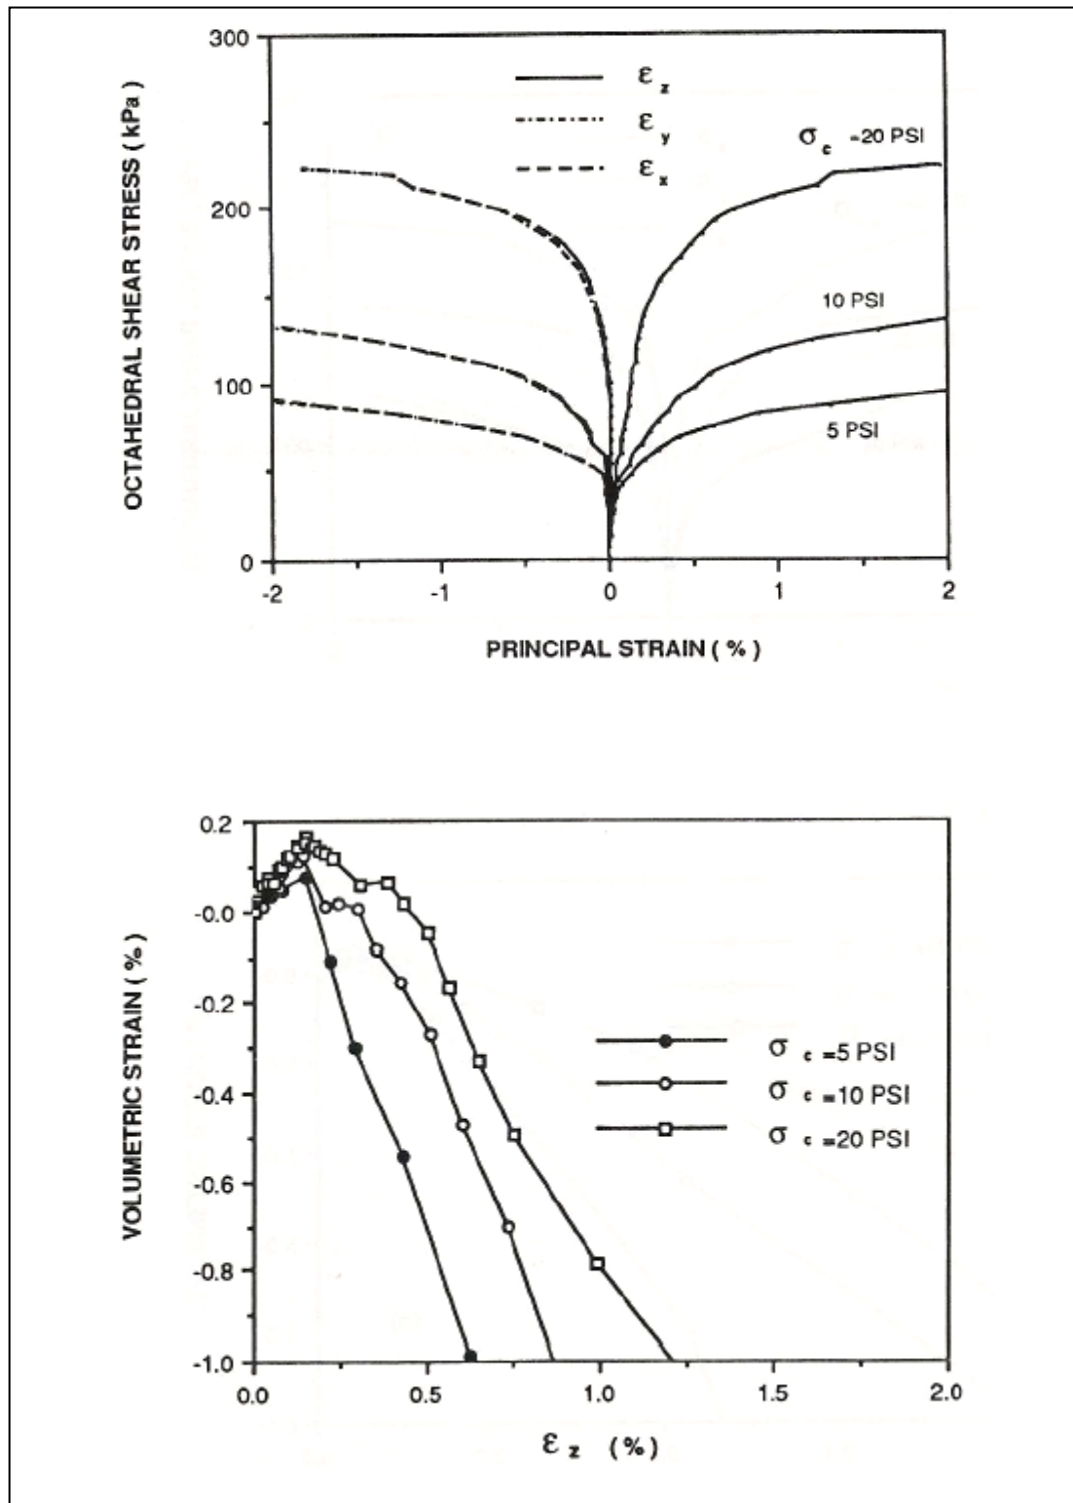 300
200
100
0
OCTAHEDRAL SHEAR STRESS ( kPa)
ε z
ε y
ε x
σ c =20 PSI
10 PSI
5 PSI
-2 -1 0 1 2
PRINCIPAL STRAIN ( % )
0.2
-0.0
-0.2
-0.4
-0.6
-0.8
-1.0
VOLUMETRIC STRAIN ( % )
σ c =5 PSI
σ c =10 PSI
σ c =20 PSI
0.0 0.5 1.0 1.5 2.0
ε z (%)